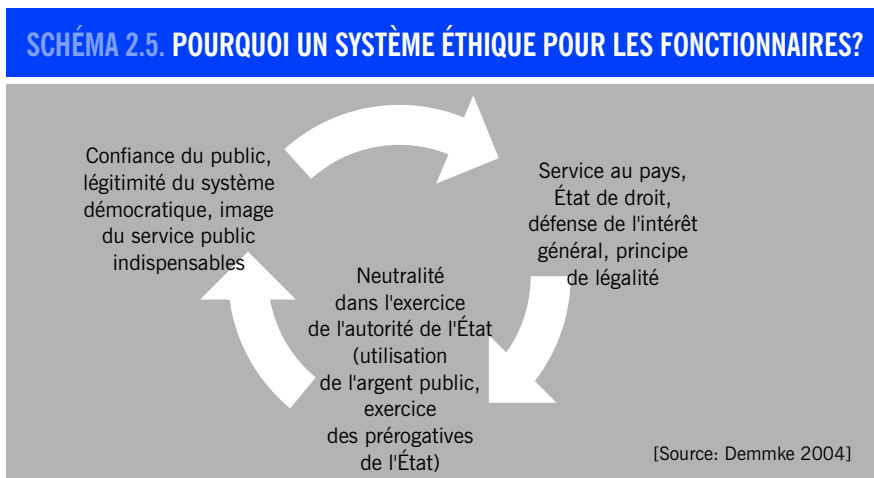 SCHÉMA 2.5. POURQUOI UN SYSTÈME ÉTHIQUE POUR LES FONCTIONNAIRES?
Confiance du public,
légitimité du système
démocratique, image
du service public
indispensables
Service au pays,
État de droit,
défense de l'intérêt
général, principe
de légalité
Neutralité
dans l'exercice
de l'autorité de l'État
(utilisation
de l'argent public,
exercice
des prérogatives
de l'État)
[Source: Demmke 2004]